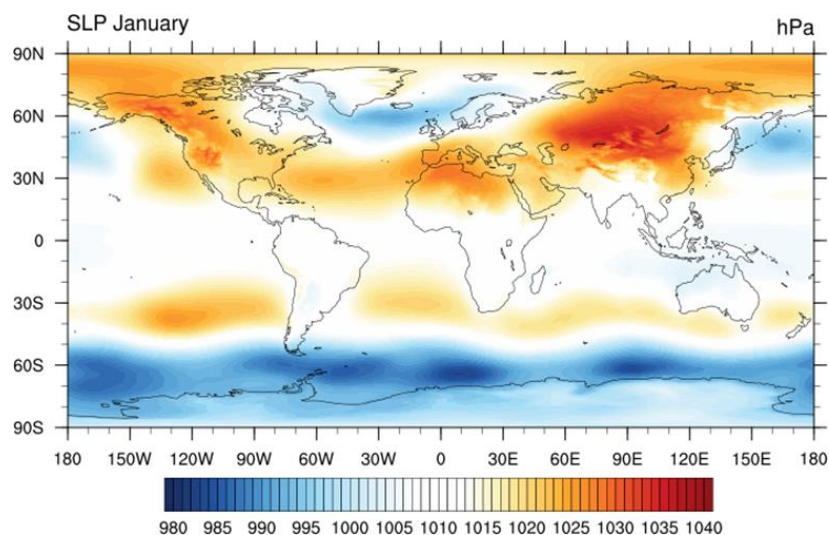 SLP January hPa
90N
60N
30N
0
30S
60S
90S
180 150W 120W 90W 60W 30W 0 30E 60E 90E 120E 150E 180
980 985 990 995 1000 1005 1010 1015 1020 1025 1030 1035 1040